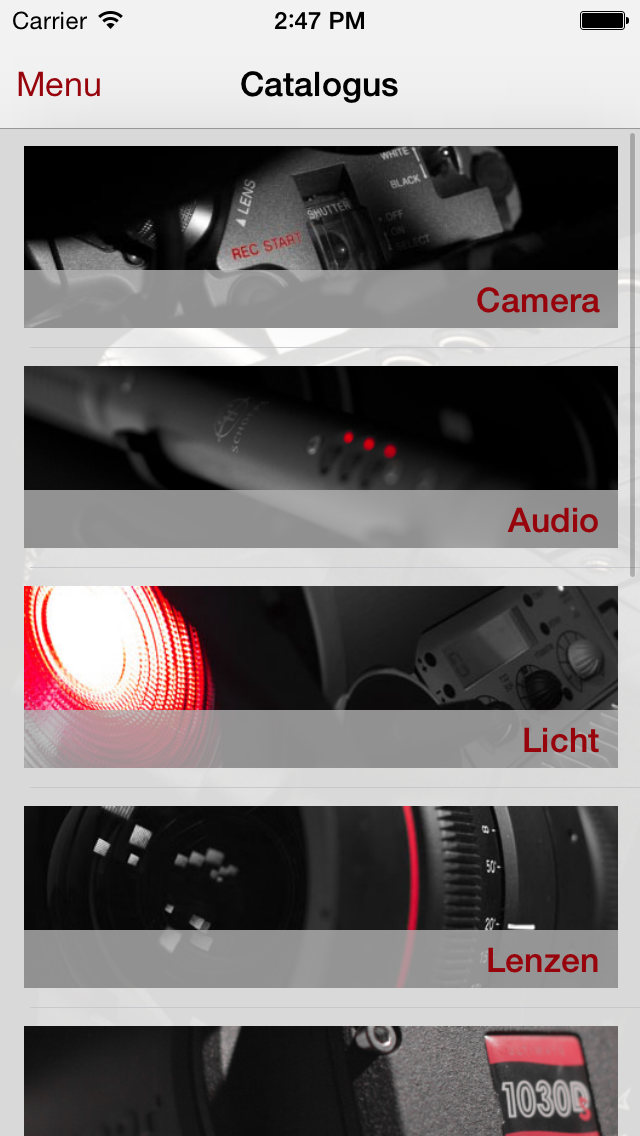 Carrier
2:47 PM
Menu
Catalogus
WHITE
BLACK
LENS
SHUTTER
OFF
ON
SELECT
REC START
Camera
Audio
Licht
8
50'
20'
Lenzen
1030D